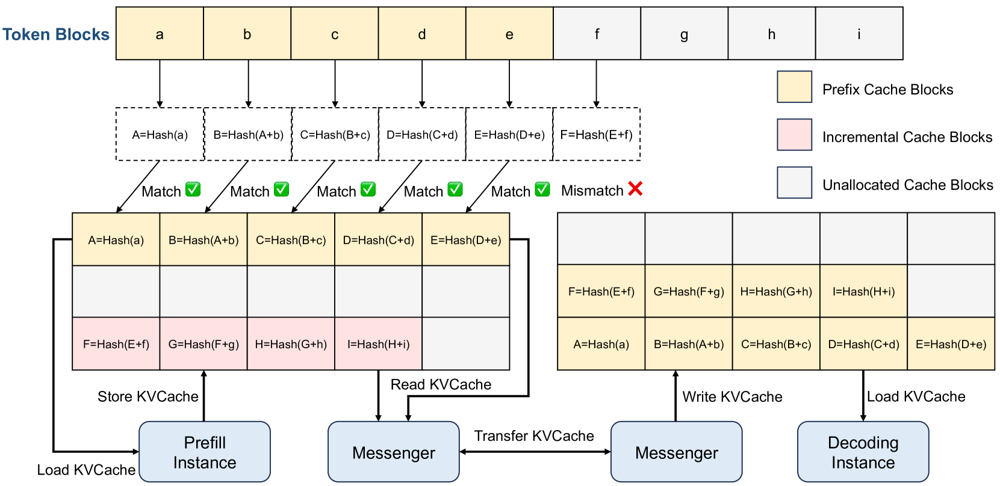 Token Blocks
a
b
c
d
e
f
g
h
i
Prefix Cache Blocks
Incremental Cache Blocks
Unallocated Cache Blocks
A=Hash(a)
B=Hash(A+b)
C=Hash(B+c)
D=Hash(C+d)
E=Hash(D+e)
F=Hash(E+f)
Match
Match
Match
Match
Match
Mismatch
A=Hash(a)
B=Hash(A+b)
C=Hash(B+c)
D=Hash(C+d)
E=Hash(D+e)
F=Hash(E+f)
G=Hash(F+g)
H=Hash(G+h)
I=Hash(H+i)
F=Hash(E+f)
G=Hash(F+g)
H=Hash(G+h)
I=Hash(H+i)
A=Hash(a)
B=Hash(A+b)
C=Hash(B+c)
D=Hash(C+d)
E=Hash(D+e)
Store KVCache
Read KVCache
Write KVCache
Load KVCache
Load KVCache
Prefill
Instance
Messenger
Transfer KVCache
Messenger
Decoding
Instance